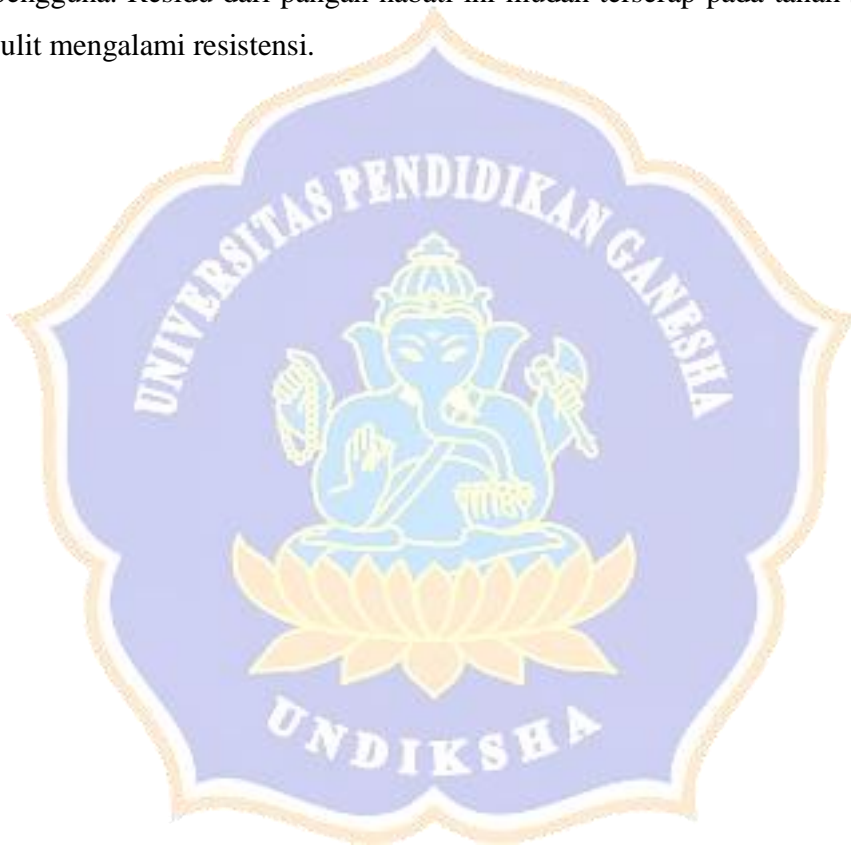 pengguna. Residu dari pangan nabati ini mudah terserap pada tanah
ulit mengalami resistensi.
UNIVERSITAS PENDIDIKAN GANESHA
UNDIKSHA